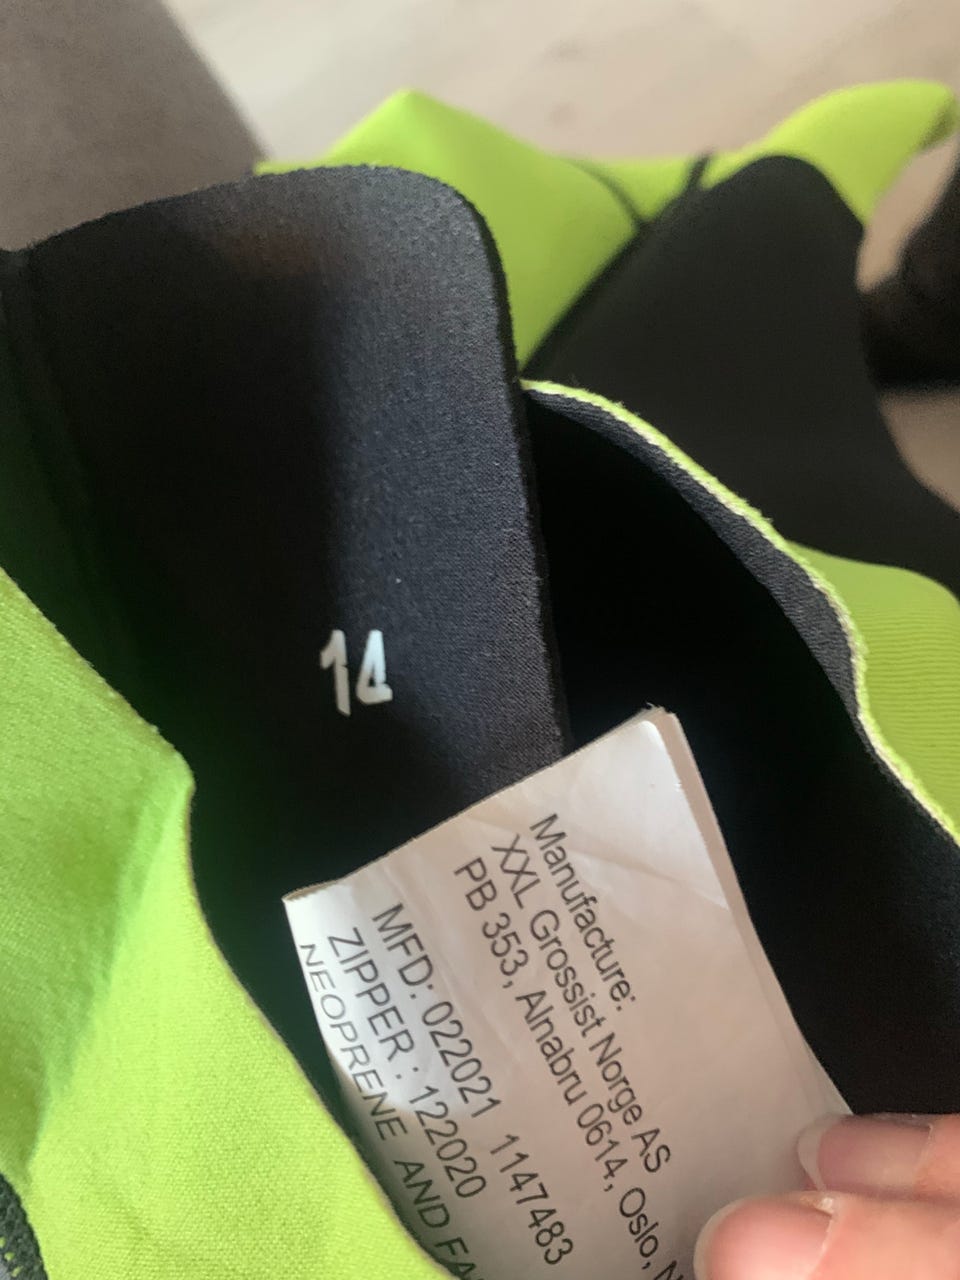 14
Manufacture:
XXL Grossist Norge AS
PB 353, Alnabru 0614, Oslo,
MFD: 022021 1147483
ZIPPER : 122020
NEOPRENE AND